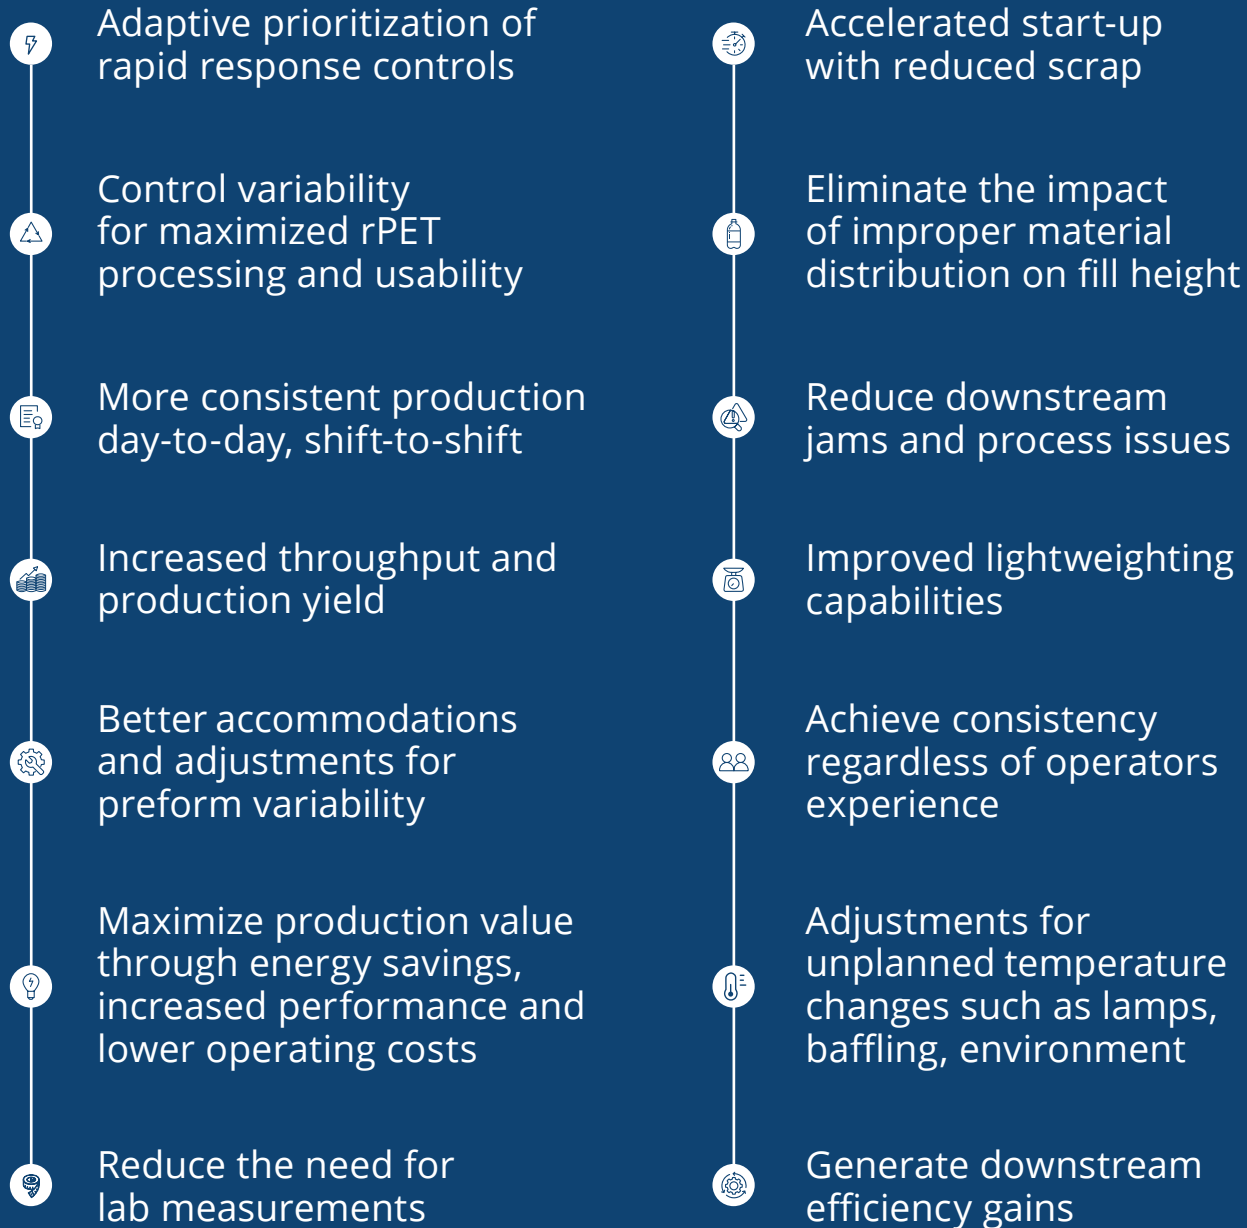 Adaptive prioritization of
rapid response controls
Control variability
for maximized rPET
processing and usability
More consistent production
day-to-day, shift-to-shift
Increased throughput and
production yield
Better accommodations
and adjustments for
preform variability
Maximize production value
through energy savings,
increased performance and
lower operating costs
Reduce the need for
lab measurements
Accelerated start-up
with reduced scrap
Eliminate the impact
of improper material
distribution on fill height
Reduce downstream
jams and process issues
Improved lightweighting
capabilities
Achieve consistency
regardless of operators
experience
Adjustments for
unplanned temperature
changes such as lamps,
baffling, environment
Generate downstream
efficiency gains